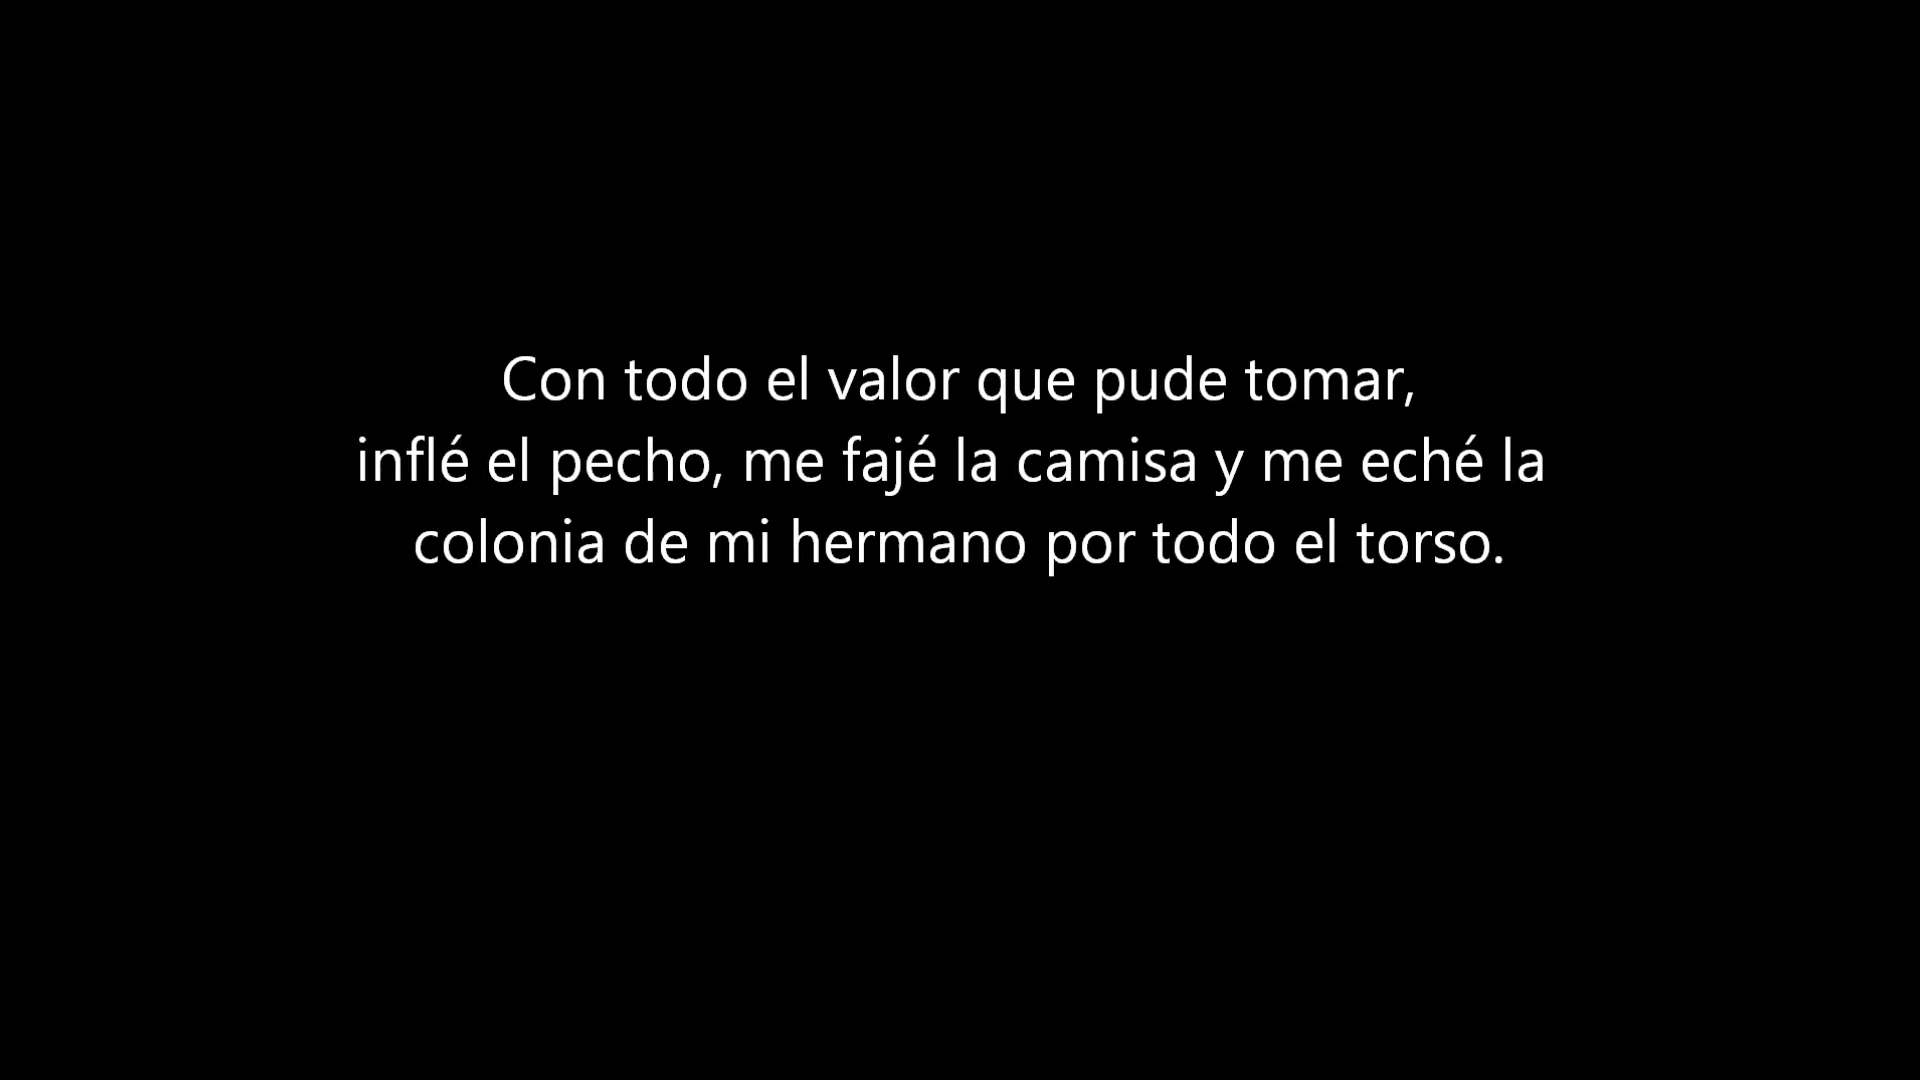 Con todo el valor que pude tomar,
inflé el pecho, me fajé la camisa y me eché la
colonia de mi hermano por todo el torso.